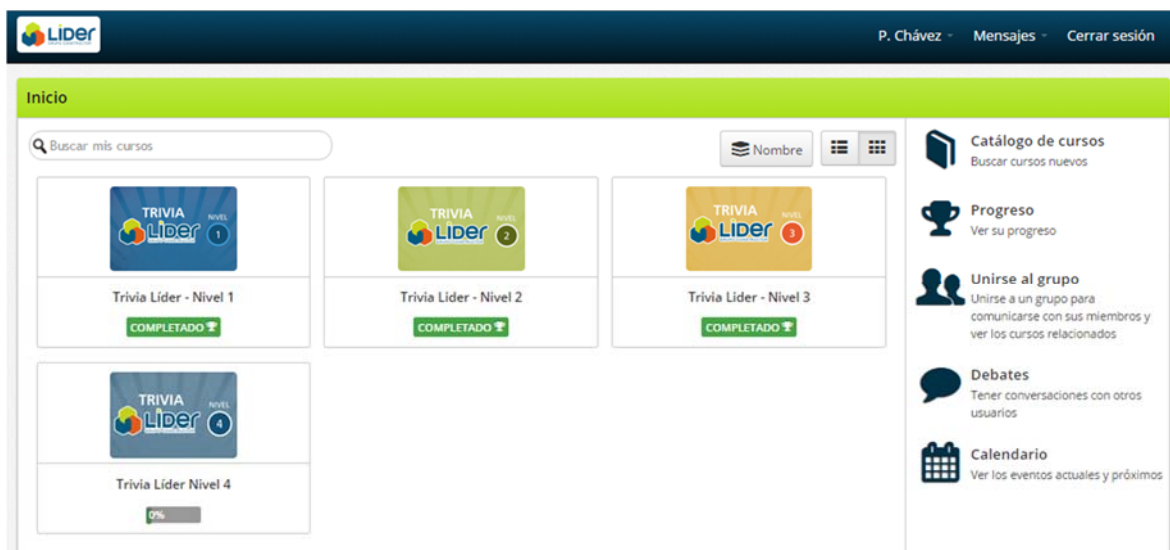 LiDer
P. Chávez
Mensajes
Cerrar sesión
Inicio
Buscar mis cursos
Nombre
TRIVIA
LiDer
NIVEL
1
Trivia Líder - Nivel 1
COMPLETADO
TRIVIA
LiDer
NIVEL
2
Trivia Lider - Nivel 2
COMPLETADO
TRIVIA
LiDer
NIVEL
3
Trivia Lider - Nivel 3
COMPLETADO
TRIVIA
LiDer
NIVEL
4
Trivia Líder Nivel 4
0%
Catálogo de cursos
Buscar cursos nuevos
Progreso
Ver su progreso
Unirse al grupo
Unirse a un grupo para
comunicarse con sus miembros y
ver los cursos relacionados
Debates
Tener conversaciones con otros
usuarios
Calendario
Ver los eventos actuales y próximos